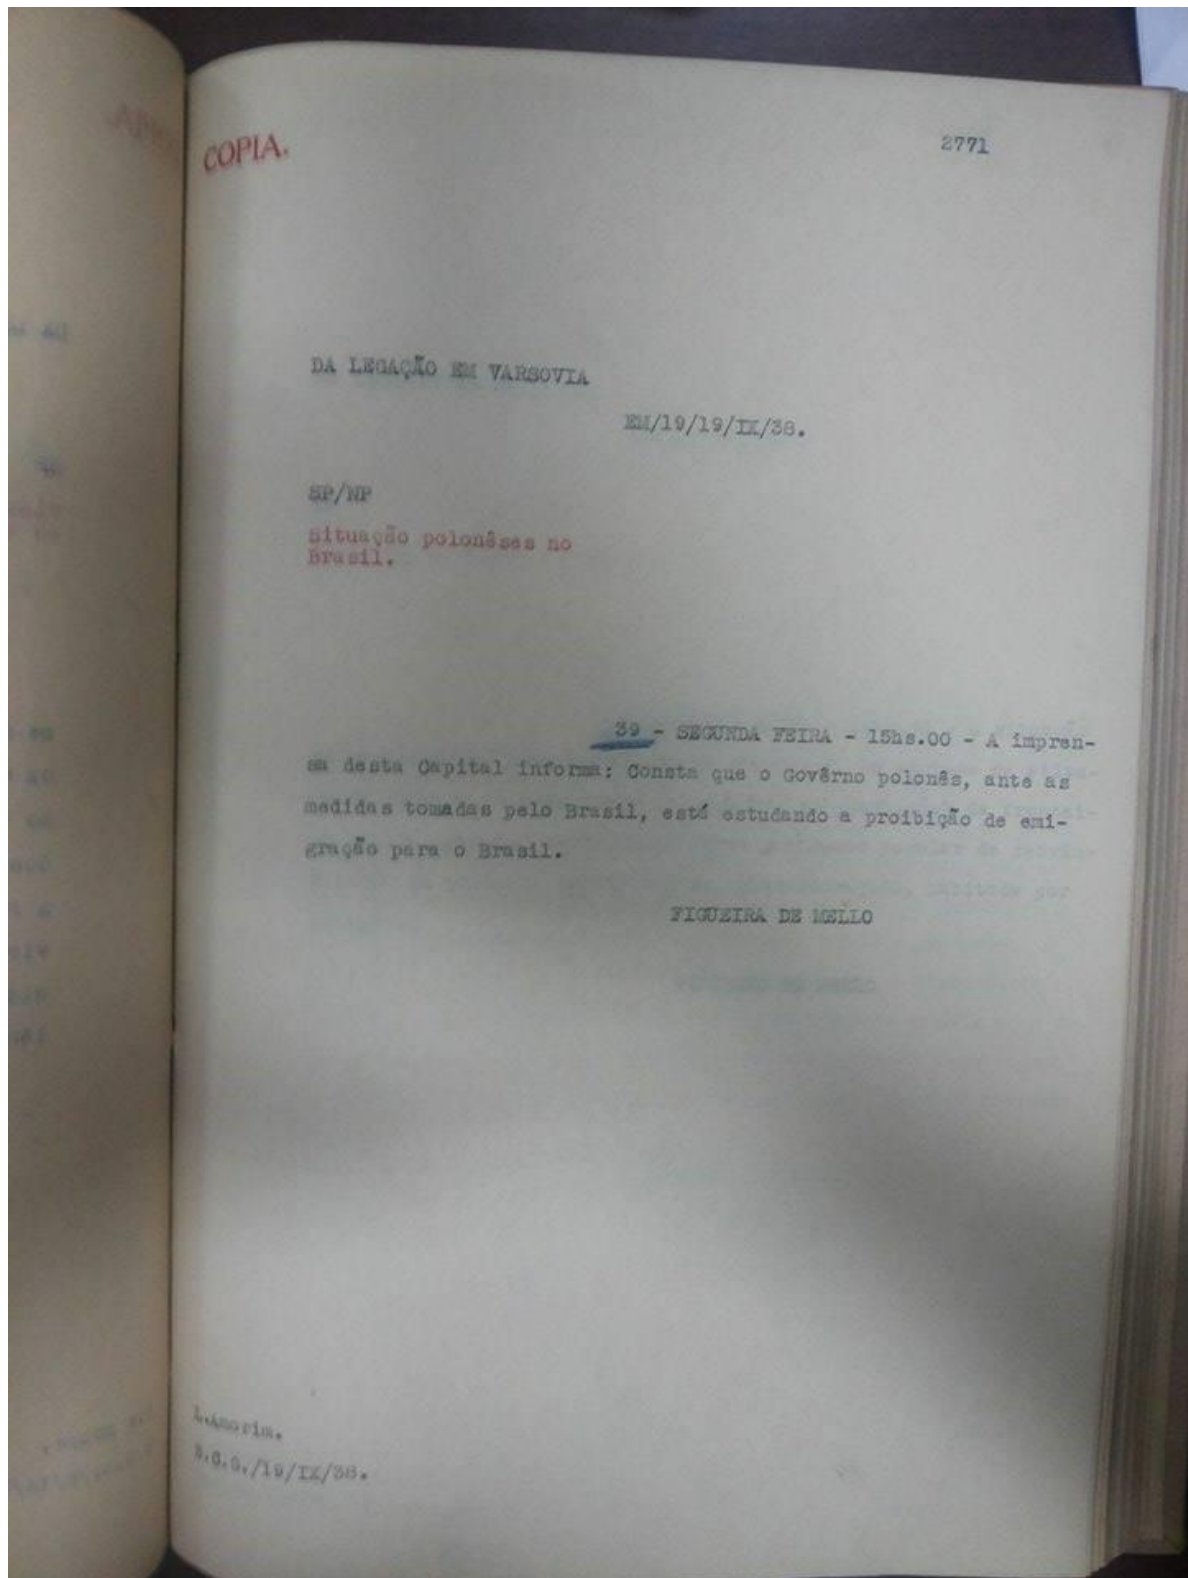 COPIA.
2771
DA LEGAÇÃO EM VARSOVIA
EM/19/19/IX/38.
SP/NP
Situação polonêses no
Brasil.
39 - SEGUNDA FEIRA - 15hs.00 - A impren-
sa desta Capital informa: Consta que o Govêrno polonês, ante as
medidas tomadas pelo Brasil, está estudando a proibição de emi-
gração para o Brasil.
FIGUEIRA DE MELLO
L.Amorim.
S.C.G./19/IX/38.